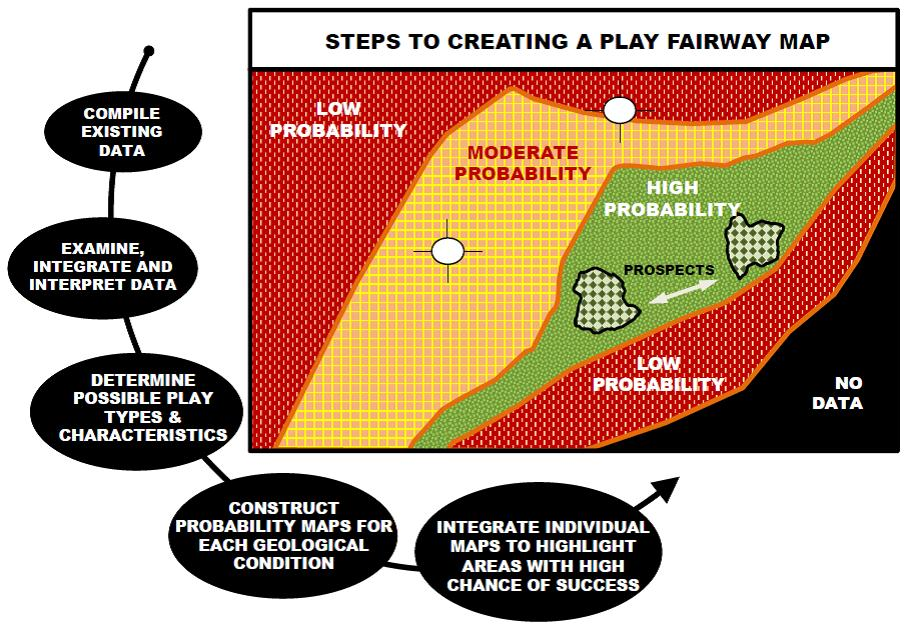 STEPS TO CREATING A PLAY FAIRWAY MAP
LOW
PROBABILITY
MODERATE
PROBABILITY
HIGH
PROBABILITY
PROSPECTS
LOW
PROBABILITY
NO
DATA
COMPILE
EXISTING
DATA
EXAMINE,
INTEGRATE AND
INTERPRET DATA
DETERMINE
POSSIBLE PLAY
TYPES &
CHARACTERISTICS
CONSTRUCT
PROBABILITY MAPS FOR
EACH GEOLOGICAL
CONDITION
INTEGRATE INDIVIDUAL
MAPS TO HIGHLIGHT
AREAS WITH HIGH
CHANCE OF SUCCESS